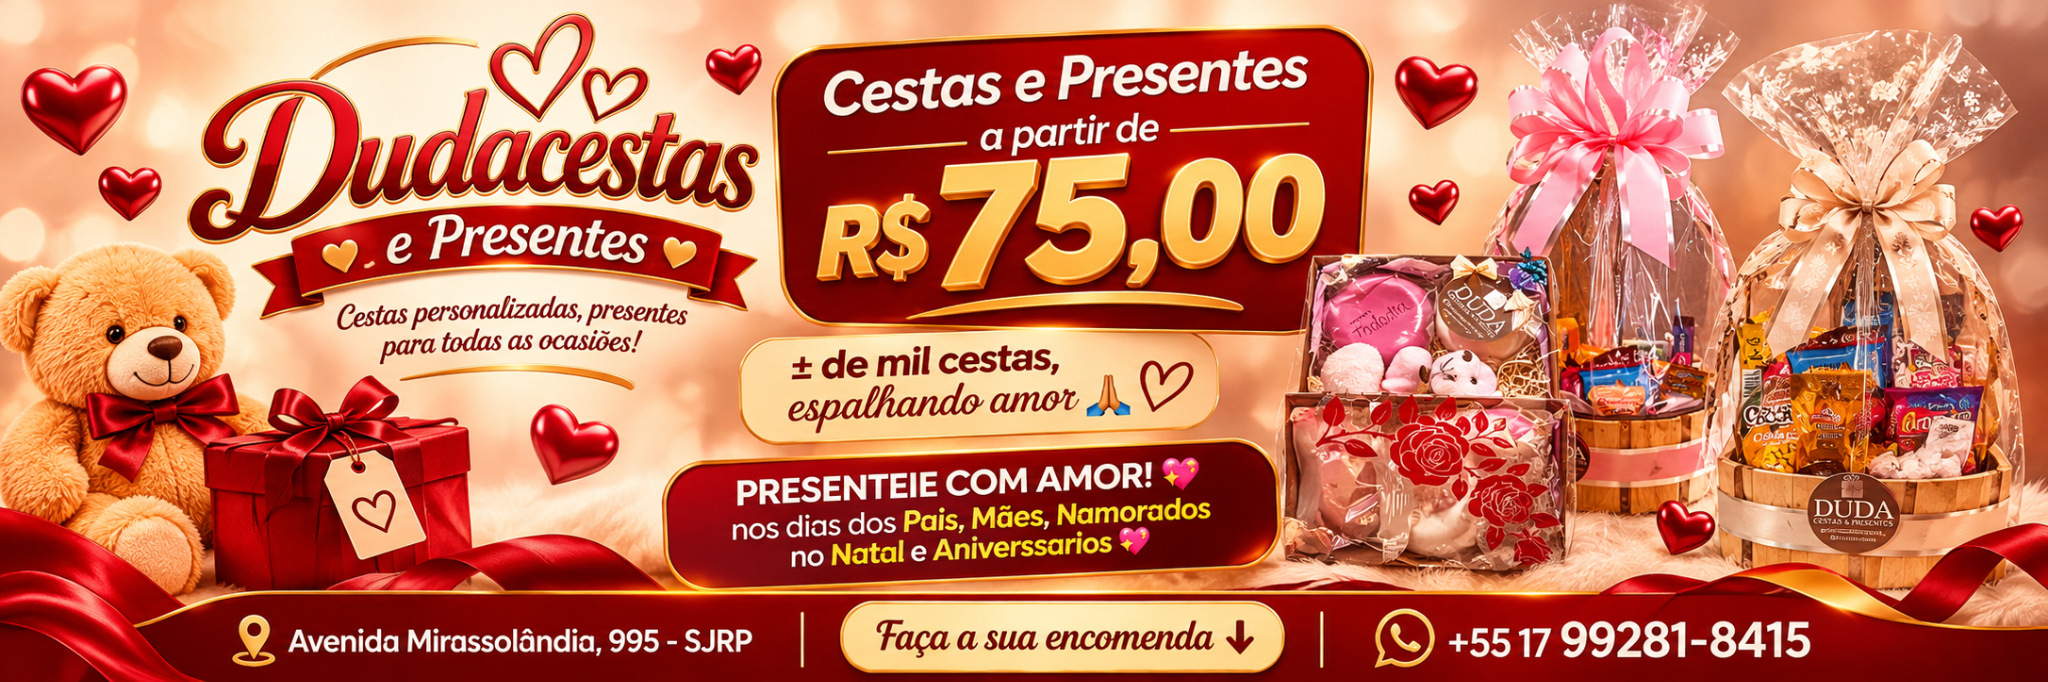 Dudacestas
e Presentes
Cestas personalizadas, presentes
para todas as ocasiões!
Cestas e Presentes
a partir de
R$75,00
± de mil cestas,
espalhando amor 🙏
PRESENTEIE COM AMOR! 💖
nos dias dos Pais, Mães, Namorados
no Natal e Aniverssarios 💖
DUDA
DUDA
CESTAS & PRESENTES
Avenida Mirassolândia, 995 - SJRP
Faça a sua encomenda ↓
+55 17 99281-8415